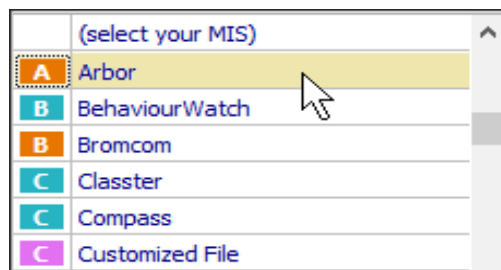 (select your MIS)
A Arbor
B BehaviourWatch
B Bromcom
C Classter
C Compass
C Customized File